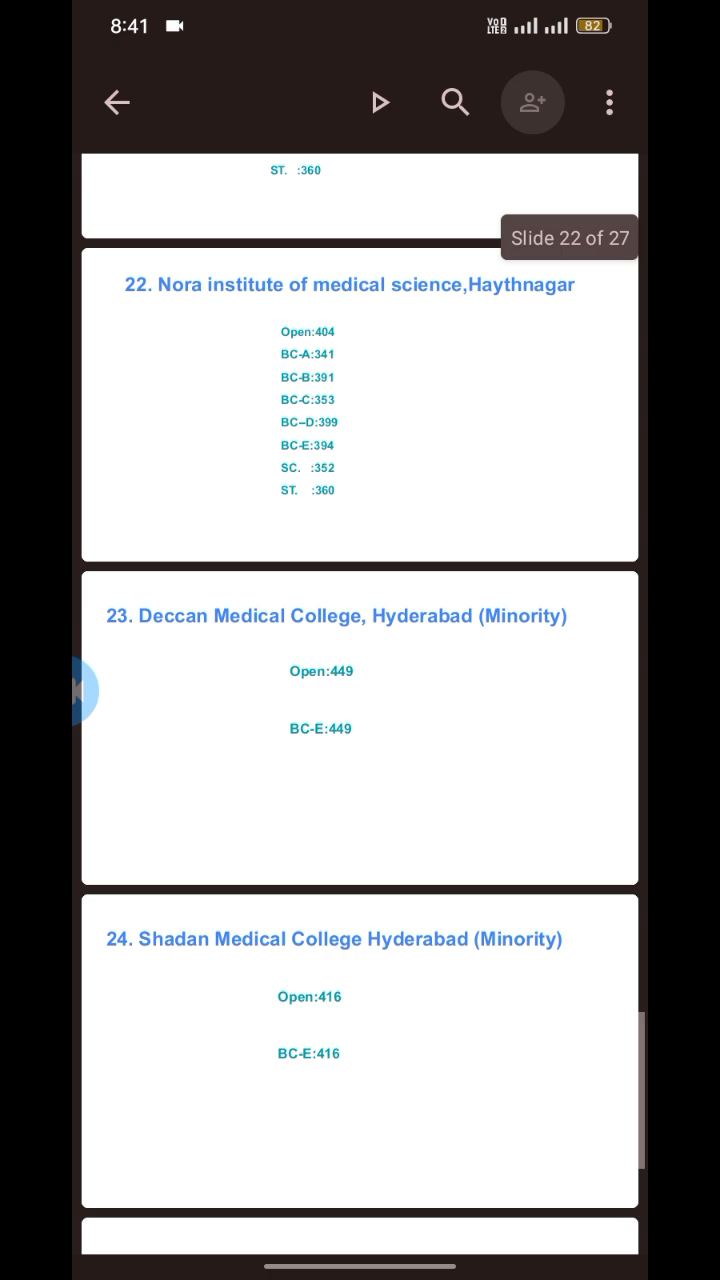 8:41
VoD
LTE2
82
ST. :360
Slide 22 of 27
22. Nora institute of medical science,Haythnagar
Open:404
BC-A:341
BC-B:391
BC-C:353
BC–D:399
BC-E:394
SC. :352
ST. :360
23. Deccan Medical College, Hyderabad (Minority)
Open:449
BC-E:449
24. Shadan Medical College Hyderabad (Minority)
Open:416
BC-E:416